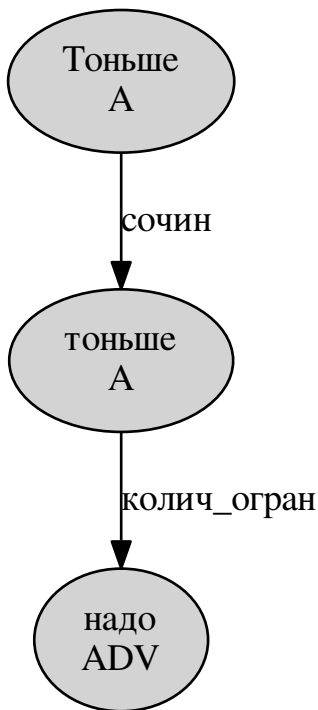 Тоньше
A
сочин
тоньше
A
колич_огран
надо
ADV